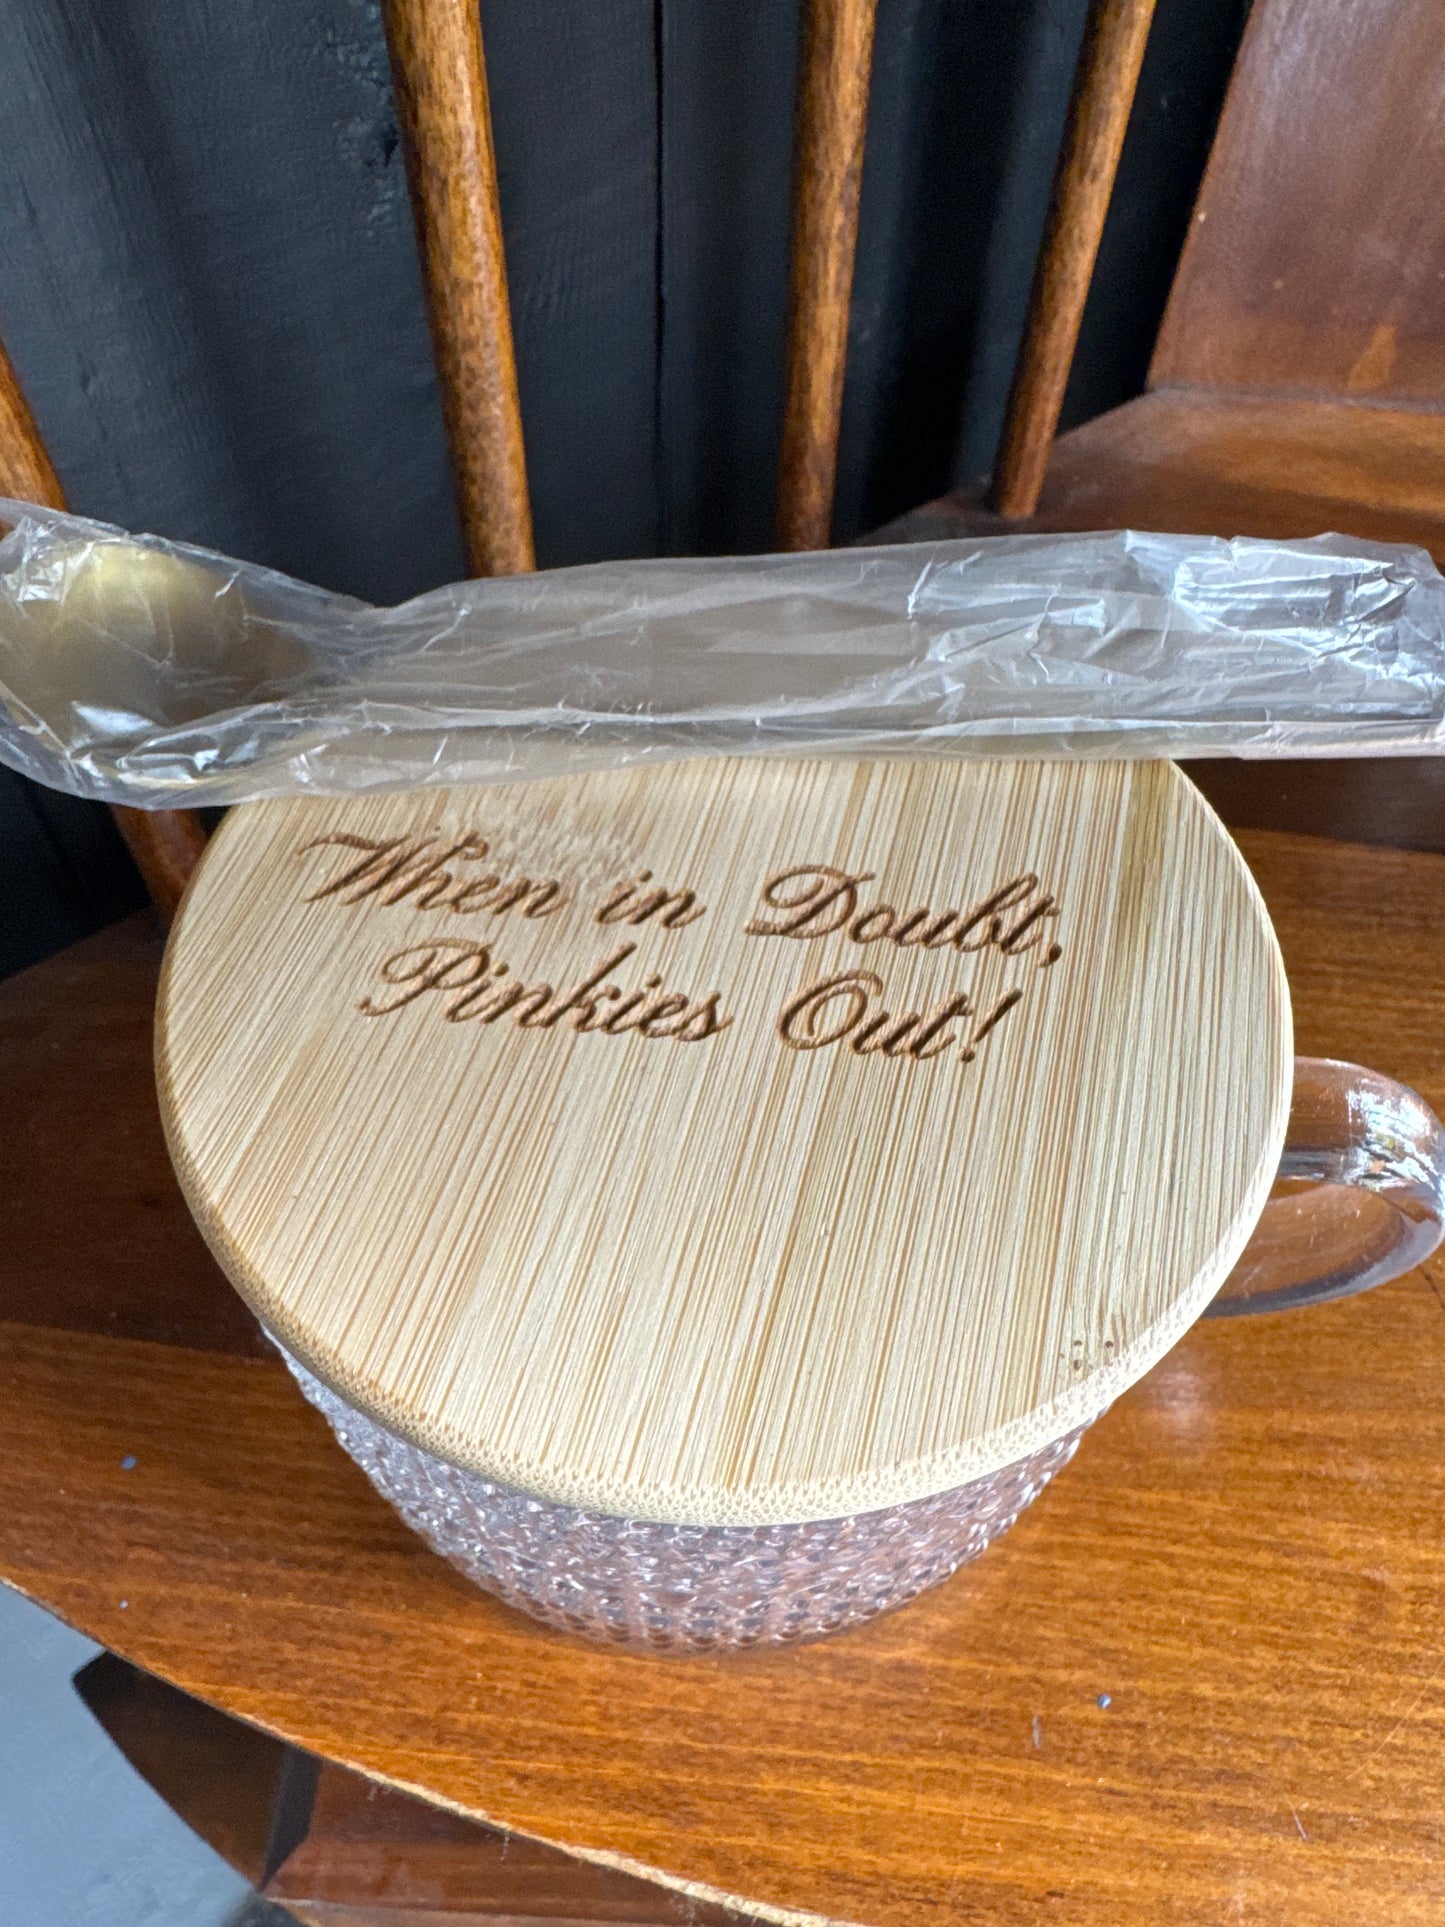 When in Doubt,
Pinkies Out!